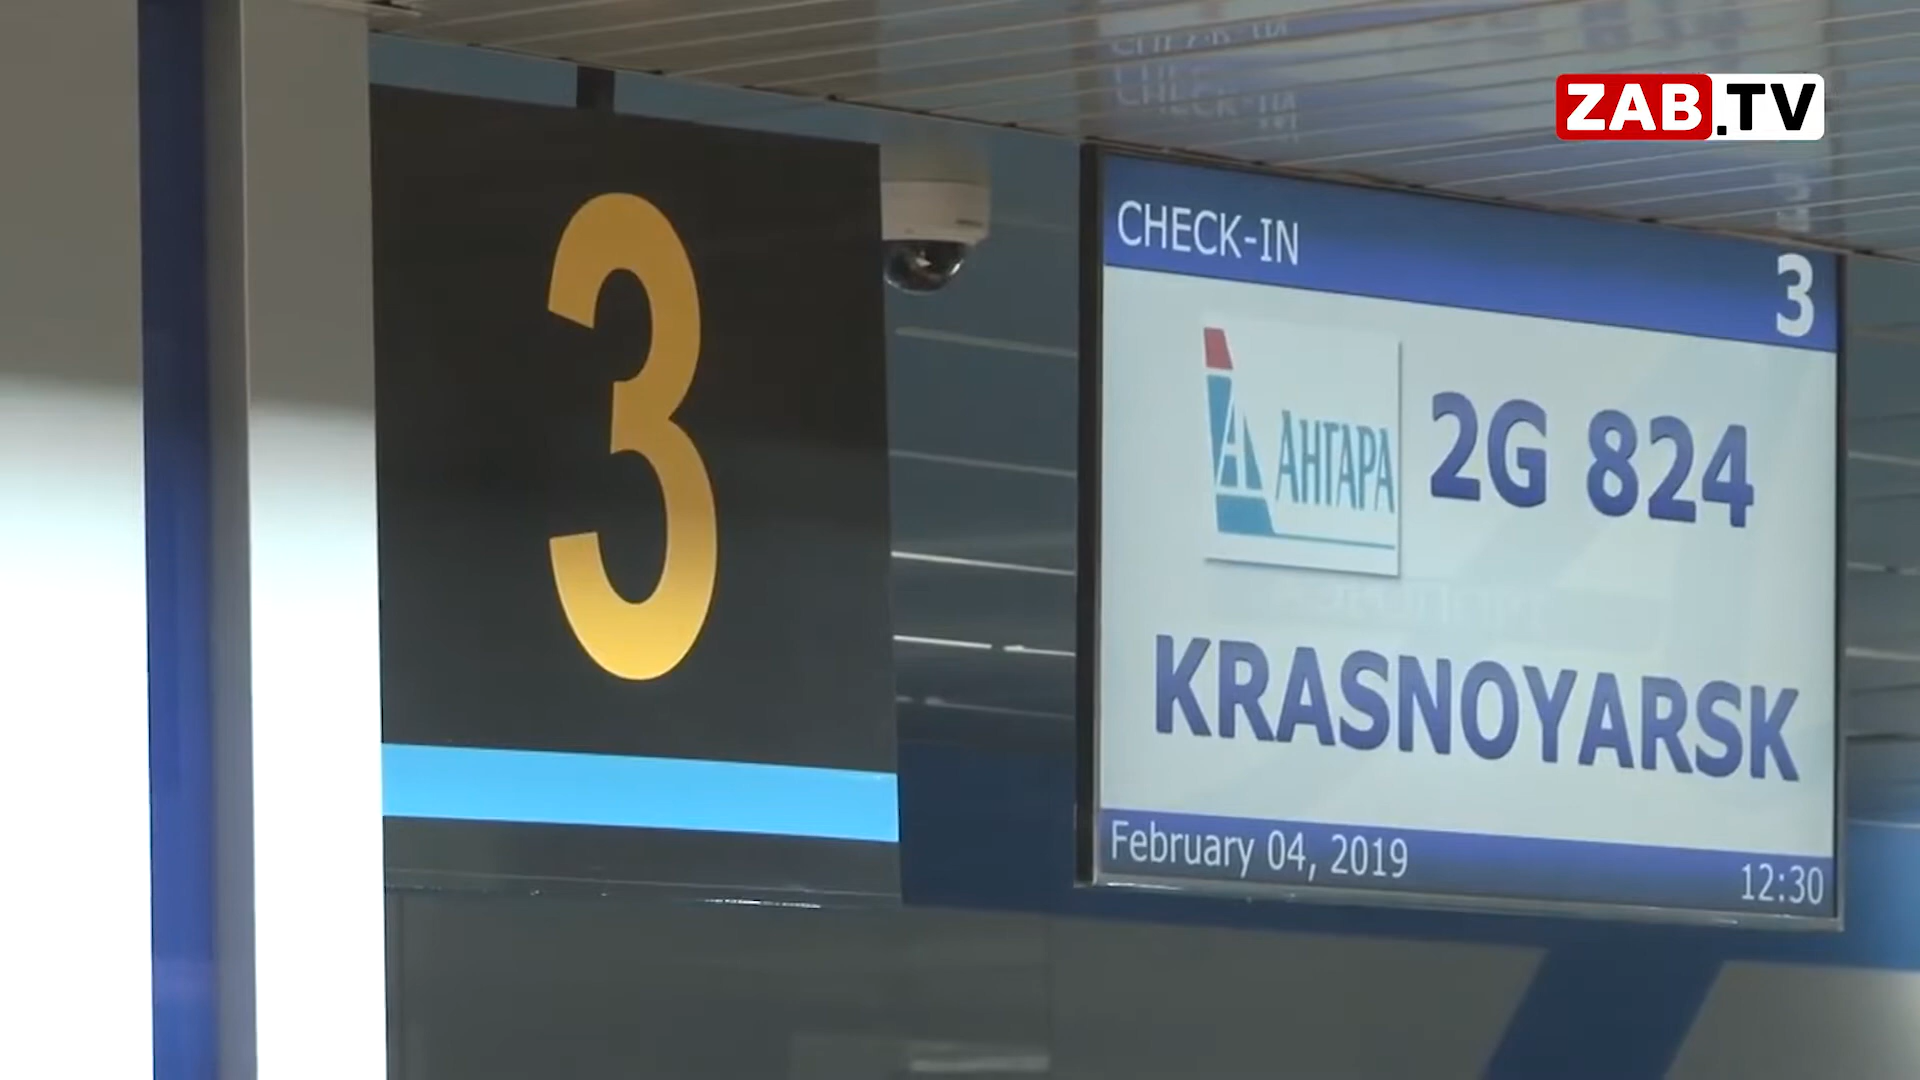 ZAB.TV
3
CHECK-IN
3
АНГАРА
2G 824
KRASNOYARSK
February 04, 2019
12:30